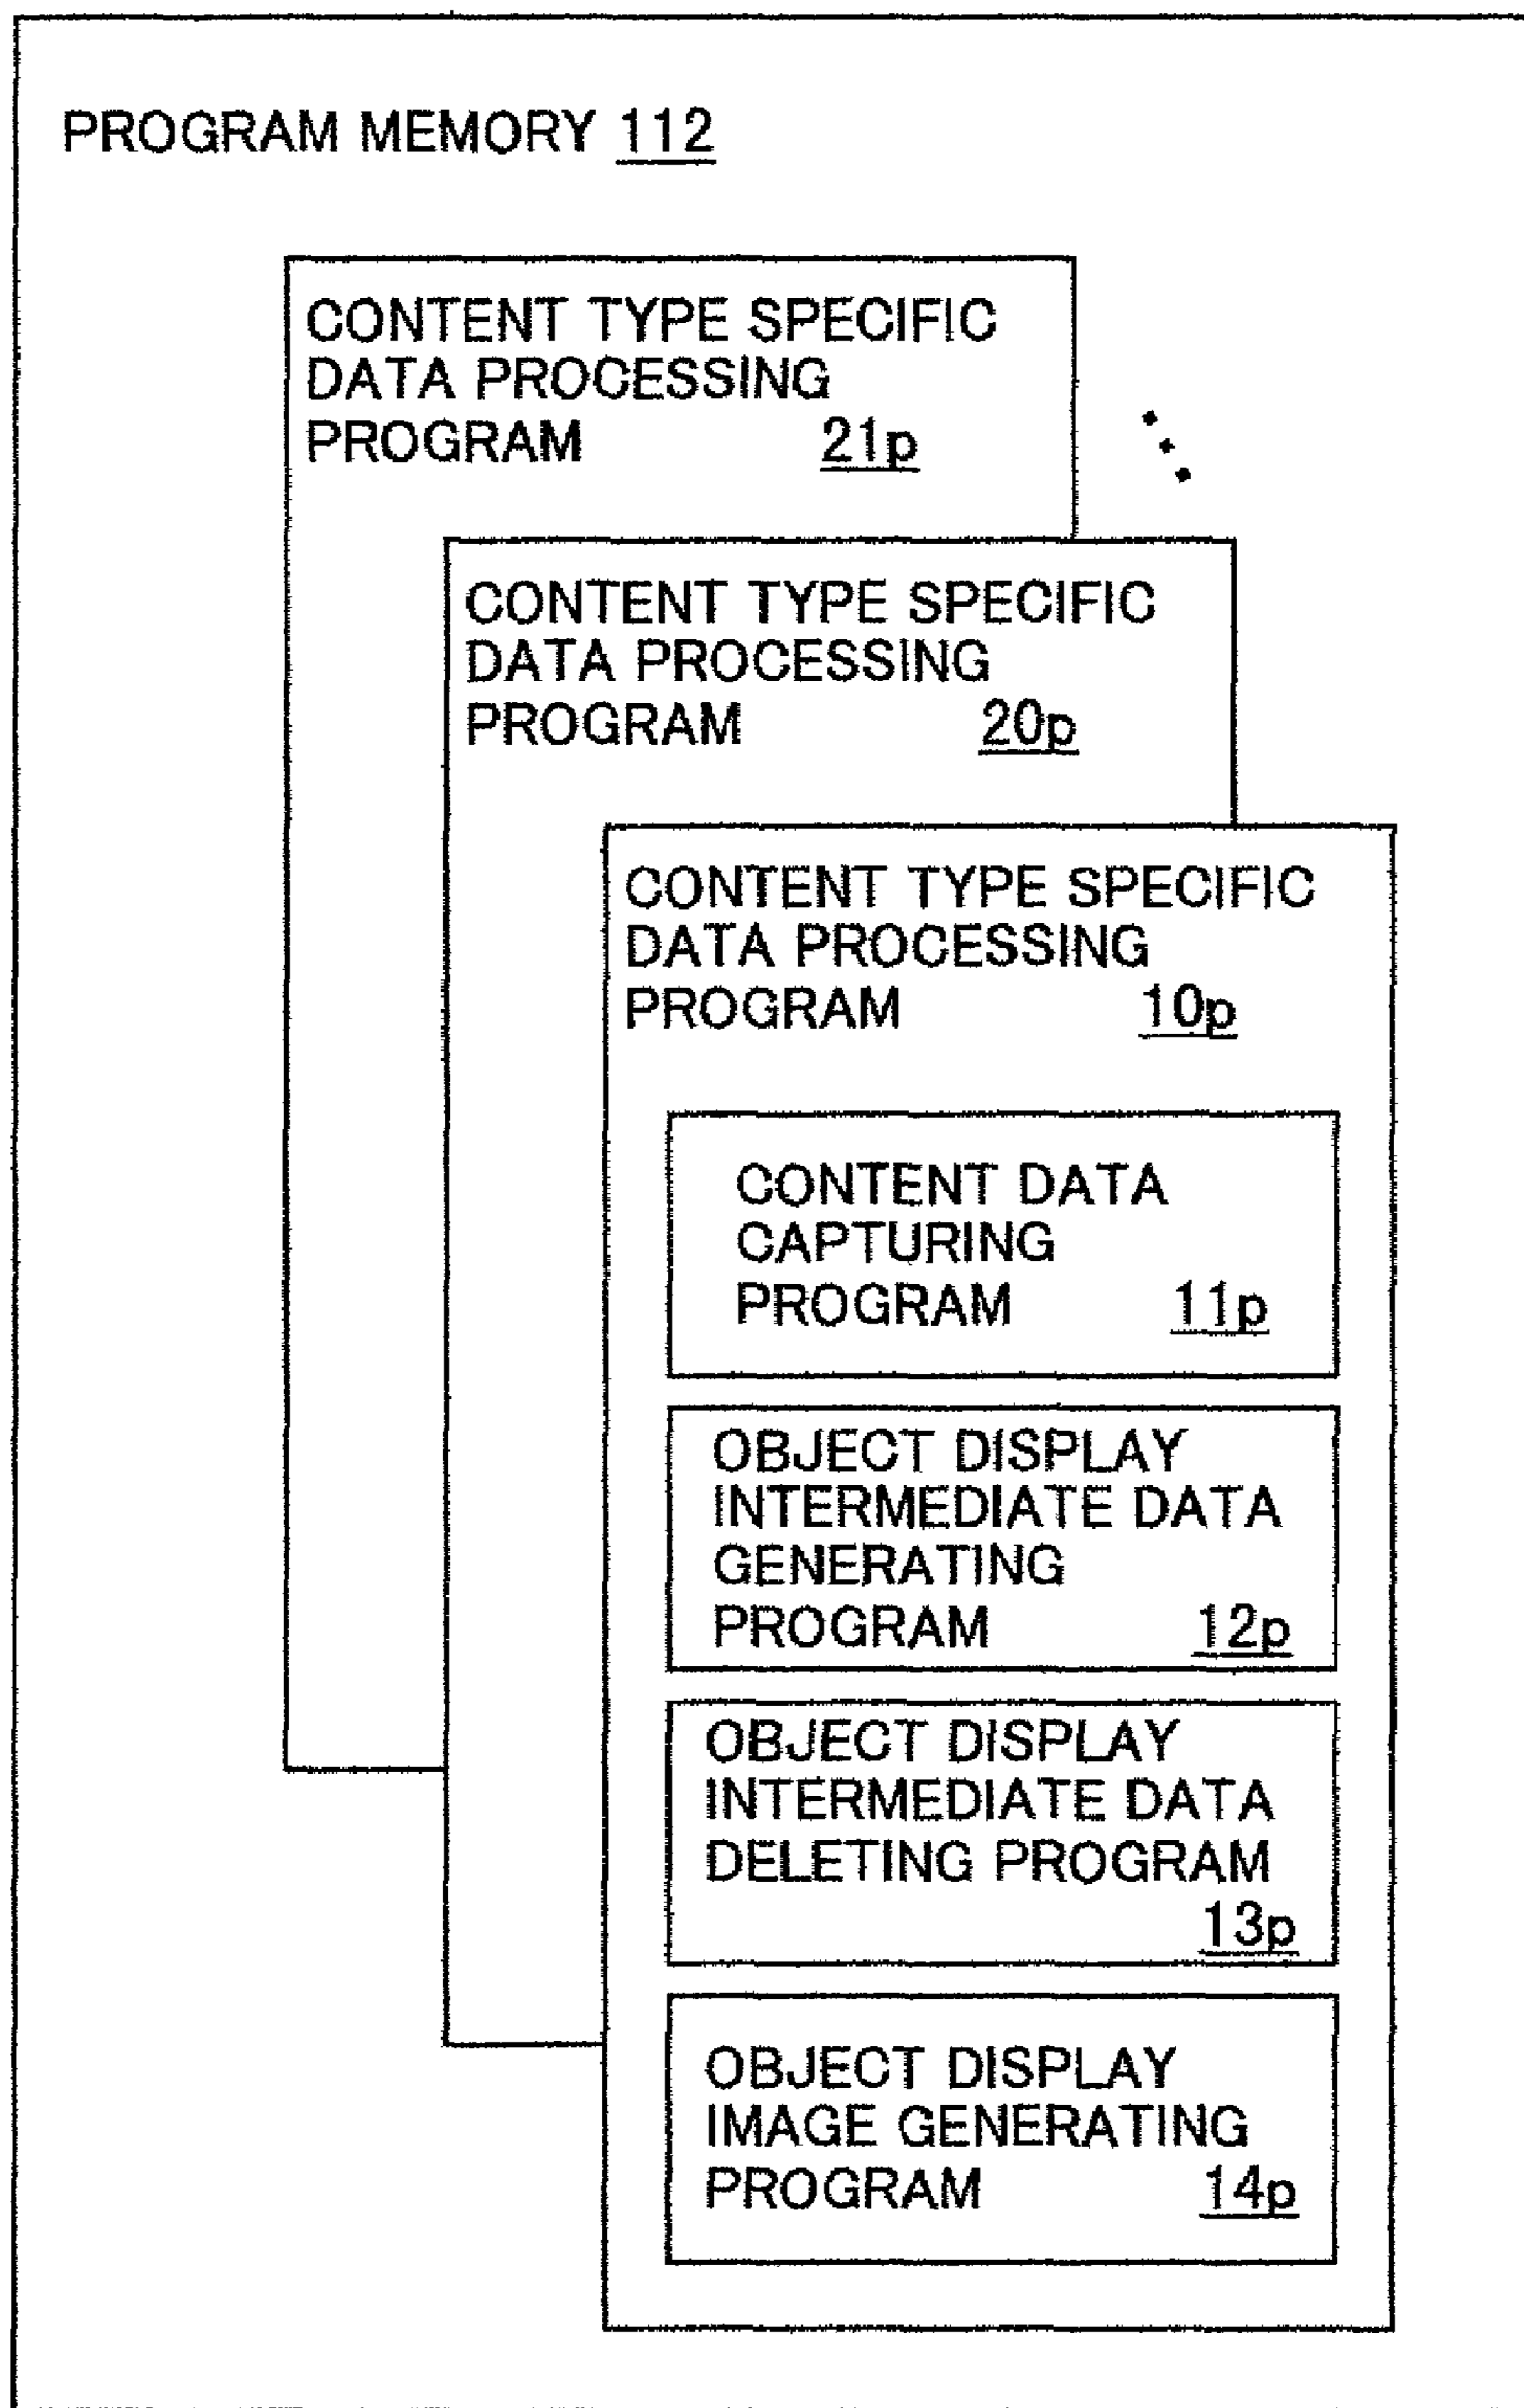 PROGRAM MEMORY 112
CONTENT TYPE SPECIFIC
DATA PROCESSING
PROGRAM 21p
CONTENT TYPE SPECIFIC
DATA PROCESSING
PROGRAM 20p
CONTENT TYPE SPECIFIC
DATA PROCESSING
PROGRAM 10p
CONTENT DATA
CAPTURING
PROGRAM 11p
OBJECT DISPLAY
INTERMEDIATE DATA
GENERATING
PROGRAM 12p
OBJECT DISPLAY
INTERMEDIATE DATA
DELETING PROGRAM
13p
OBJECT DISPLAY
IMAGE GENERATING
PROGRAM 14p